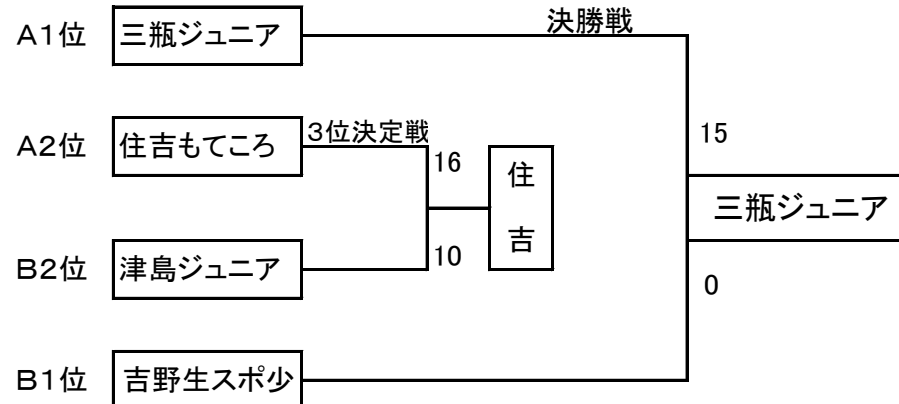 決勝戦
A1位 三瓶ジュニア
A2位 住吉もてころ 3位決定戦 15
16 住
三瓶ジュニア
吉
B2位 津島ジュニア 10
0
B1位 吉野生スポ少